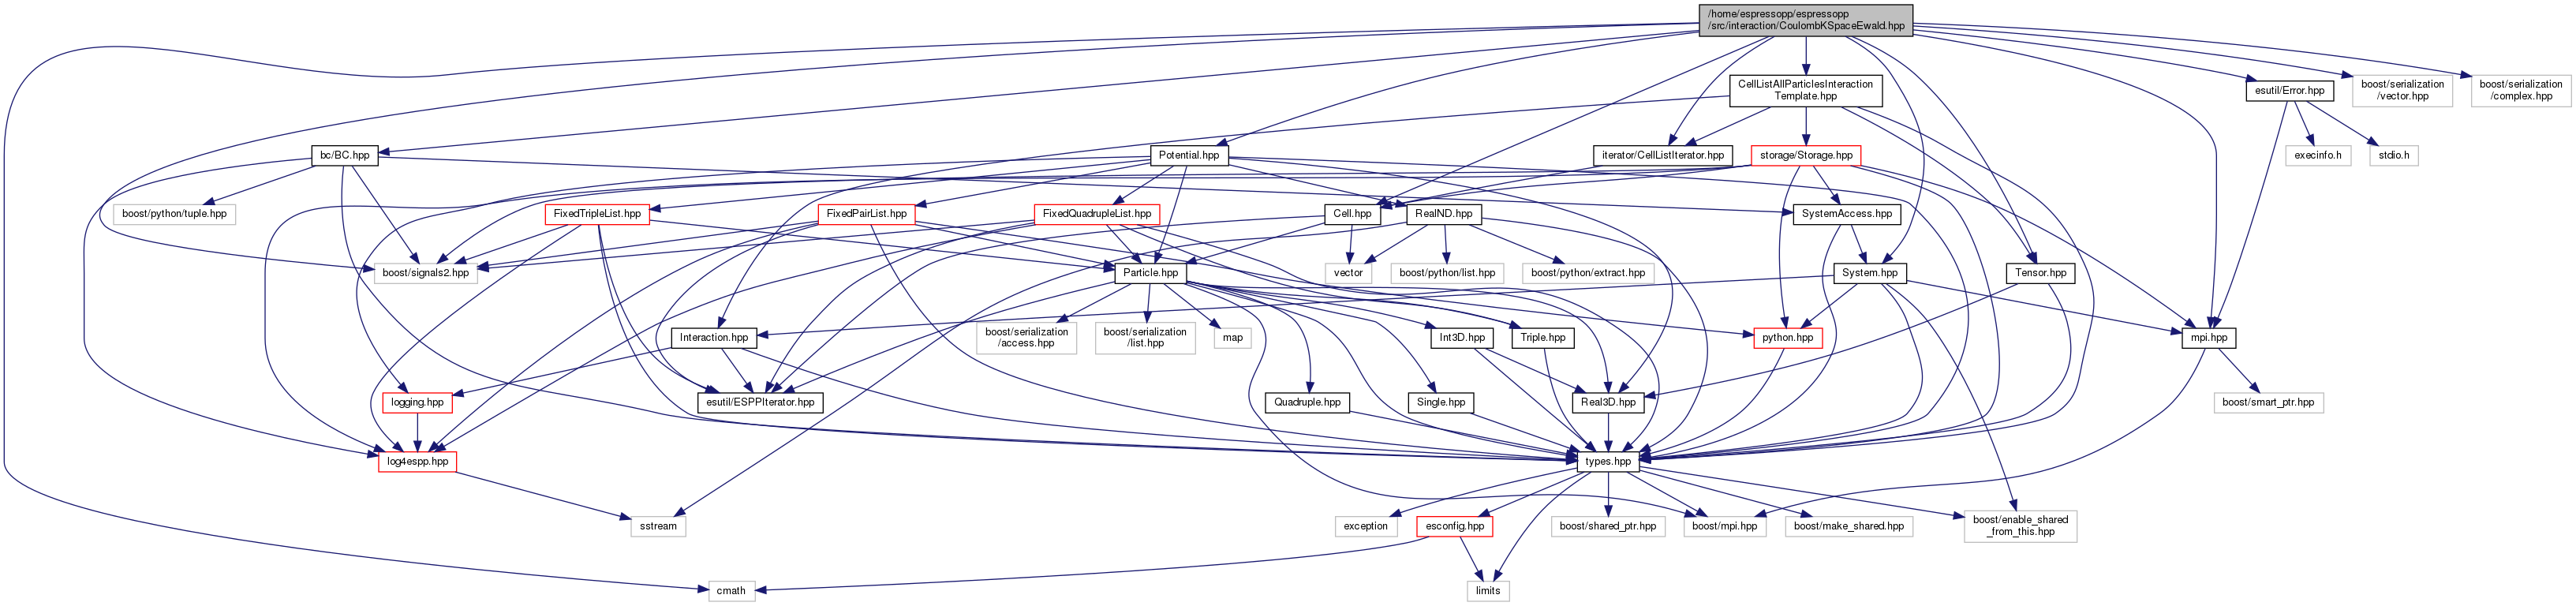 /home/espressopp/espressopp
/src/interaction/CoulombKSpaceEwald.hpp
CellListAllParticlesInteraction
Template.hpp
esutil/Error.hpp
boost/serialization
/vector.hpp
boost/serialization
/complex.hpp
bc/BC.hpp
Potential.hpp
iterator/CellListIterator.hpp
storage/Storage.hpp
execinfo.h
stdio.h
boost/python/tuple.hpp
FixedTripleList.hpp
FixedPairList.hpp
FixedQuadrupleList.hpp
Cell.hpp
RealND.hpp
SystemAccess.hpp
boost/signals2.hpp
Particle.hpp
vector
boost/python/list.hpp
boost/python/extract.hpp
System.hpp
Tensor.hpp
Interaction.hpp
boost/serialization
/access.hpp
boost/serialization
/list.hpp
map
Int3D.hpp
Triple.hpp
python.hpp
mpi.hpp
logging.hpp
esutil/ESPPIterator.hpp
Quadruple.hpp
Single.hpp
Real3D.hpp
boost/smart_ptr.hpp
log4espp.hpp
types.hpp
sstream
exception
esconfig.hpp
boost/shared_ptr.hpp
boost/mpi.hpp
boost/make_shared.hpp
boost/enable_shared
_from_this.hpp
cmath
limits